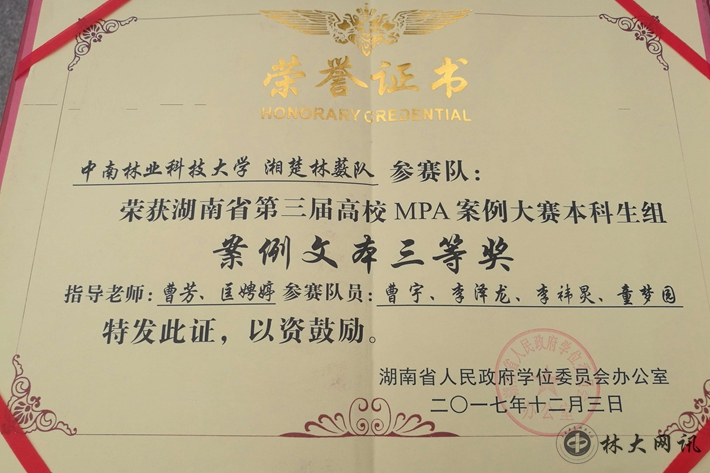 荣誉证书
HONORARY CREDENTIAL
中南林业科技大学 湘楚林薮队 参赛队：
荣获湖南省第三届高校MPA案例大赛本科生组
案例文本三等奖
指导老师：曹芳、匡娉婷 参赛队员：曹宇、李泽龙、李祎炅、童梦园
特发此证，以资鼓励。
湖南省人民政府学位委员会办公室
二〇一七年十二月三日
林大网讯